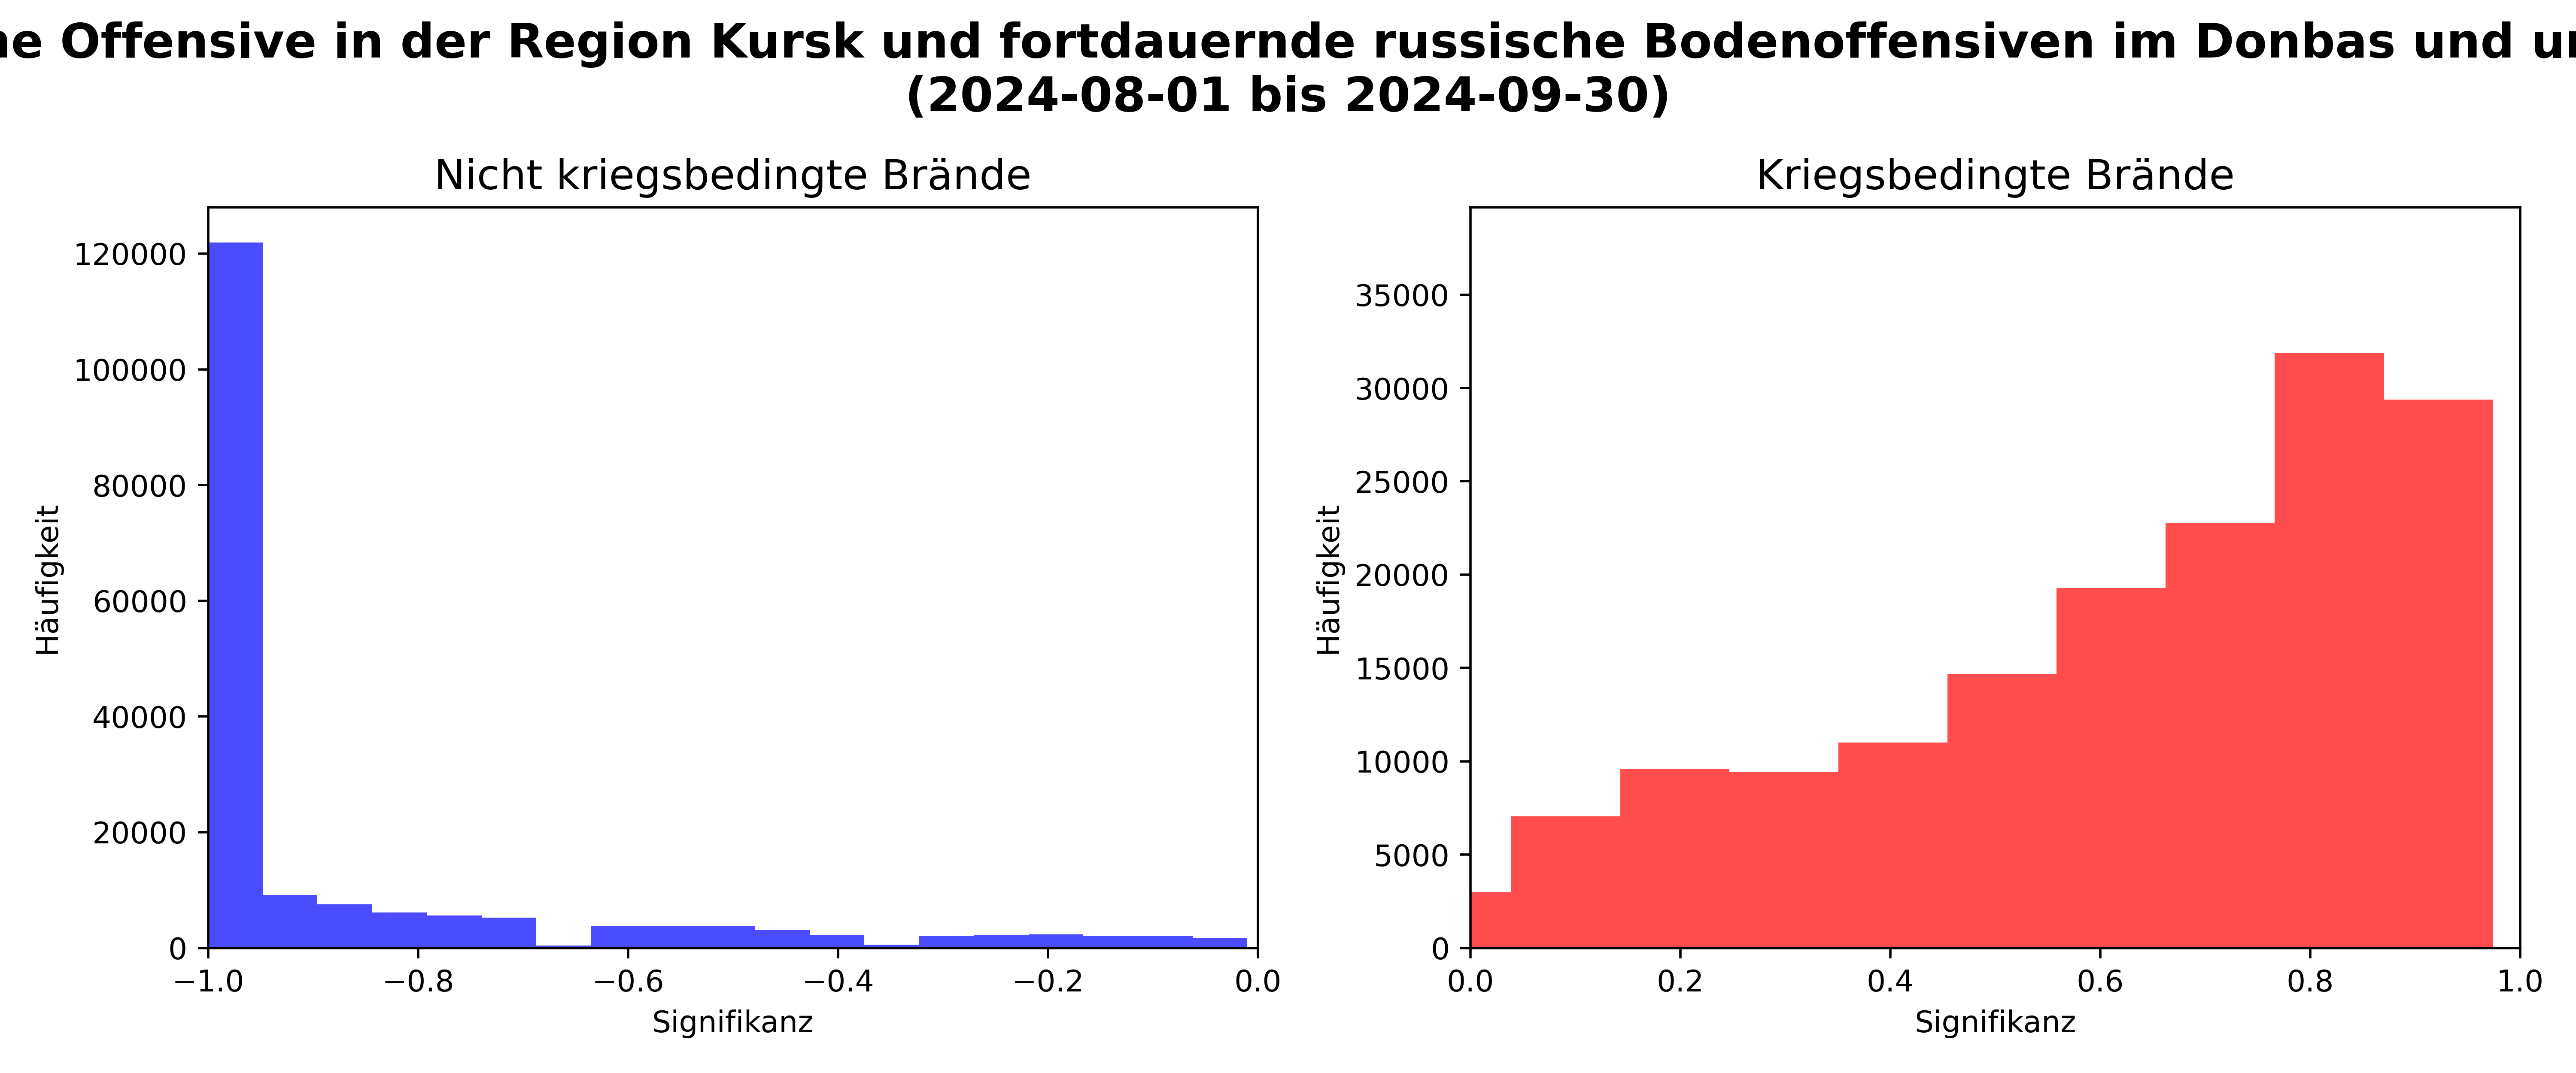 Offensive in der Region Kursk und fortdauernde russische Bodenoffensiven im Donbas und
(2024-08-01 bis 2024-09-30)
Nicht kriegsbedingte Brände
Kriegsbedingte Brände
Häufigkeit
120000
100000
80000
60000
40000
20000
0
−1.0 −0.8 −0.6 −0.4 −0.2 0.0
Signifikanz
Häufigkeit
35000
30000
25000
20000
15000
10000
5000
0
0.0 0.2 0.4 0.6 0.8 1.0
Signifikanz